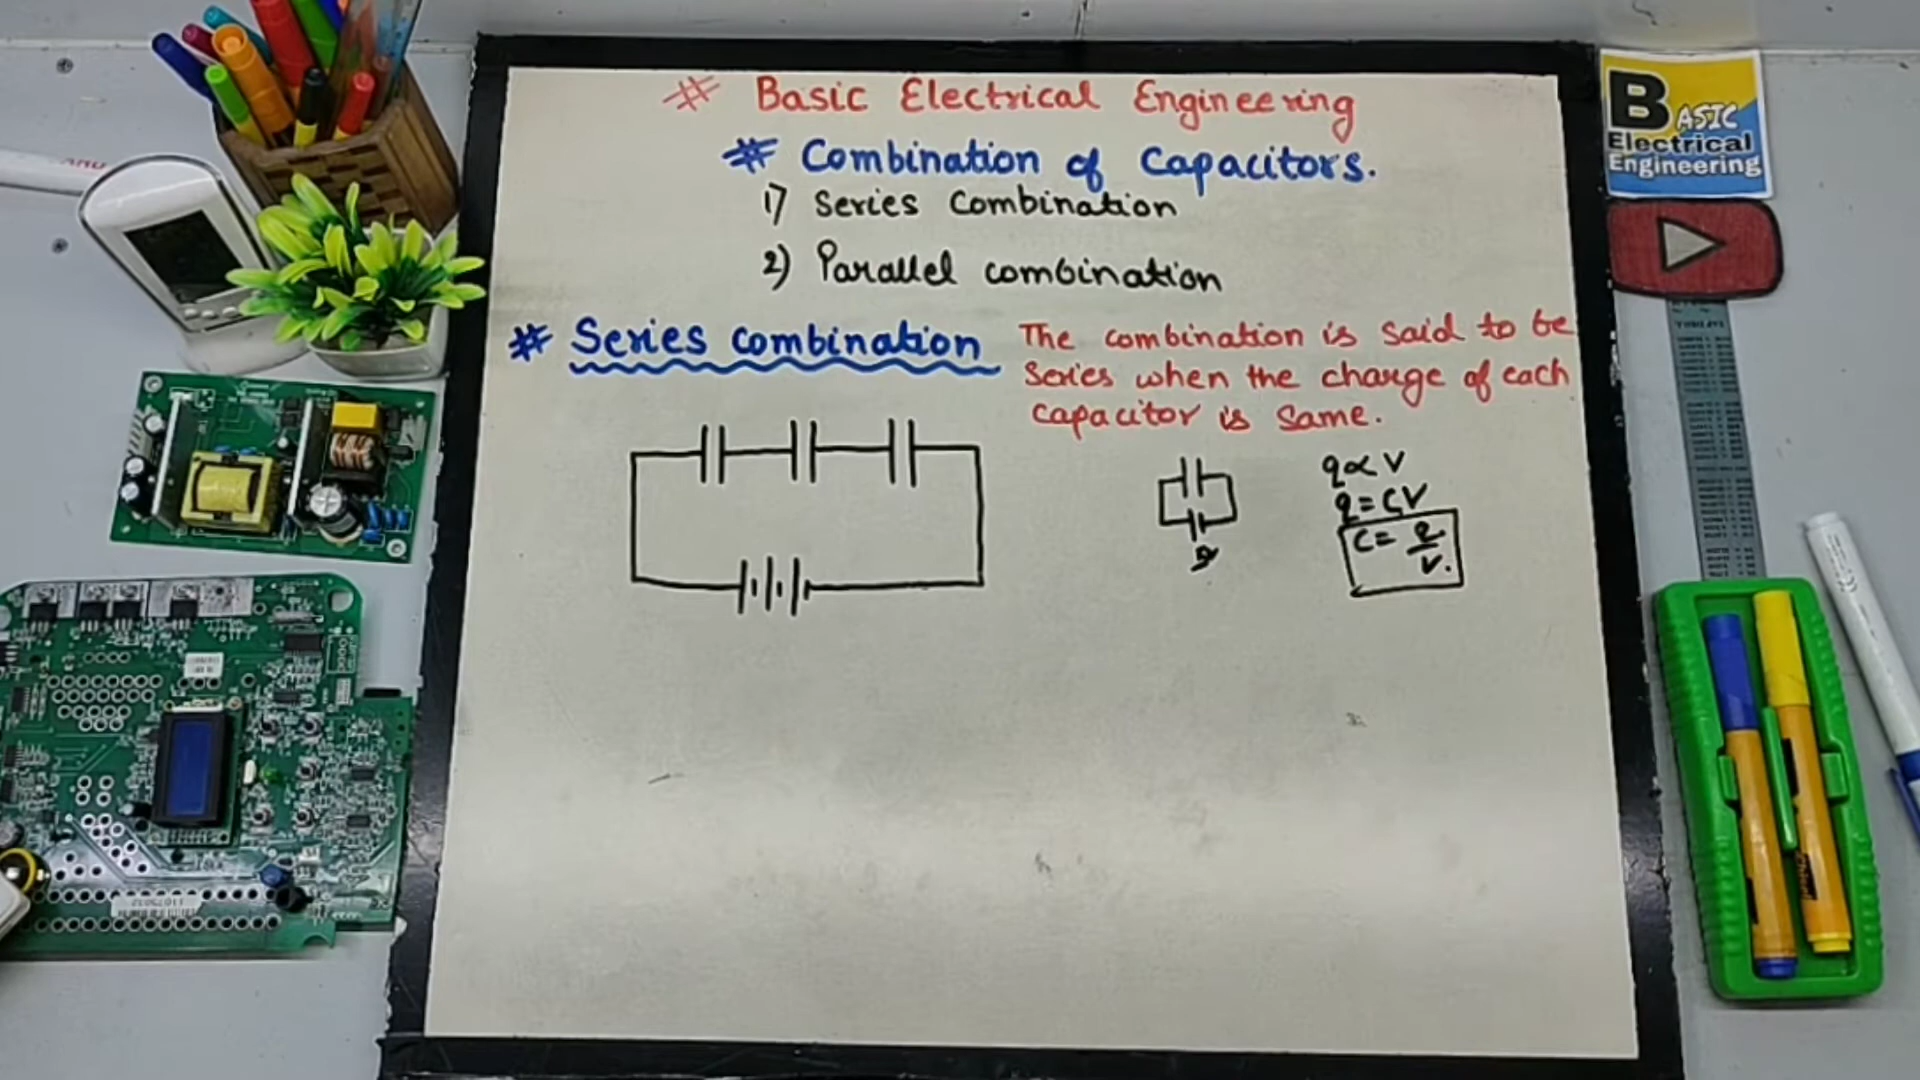 # Basic Electrical Engineering
# Combination of Capacitors.
1) Series Combination
2) Parallel combination
# Series combination
The combination is said to be
Series when the charge of each
capacitor is same.
q∝V
q=CV
C= q/V.
BASIC
Electrical
Engineering